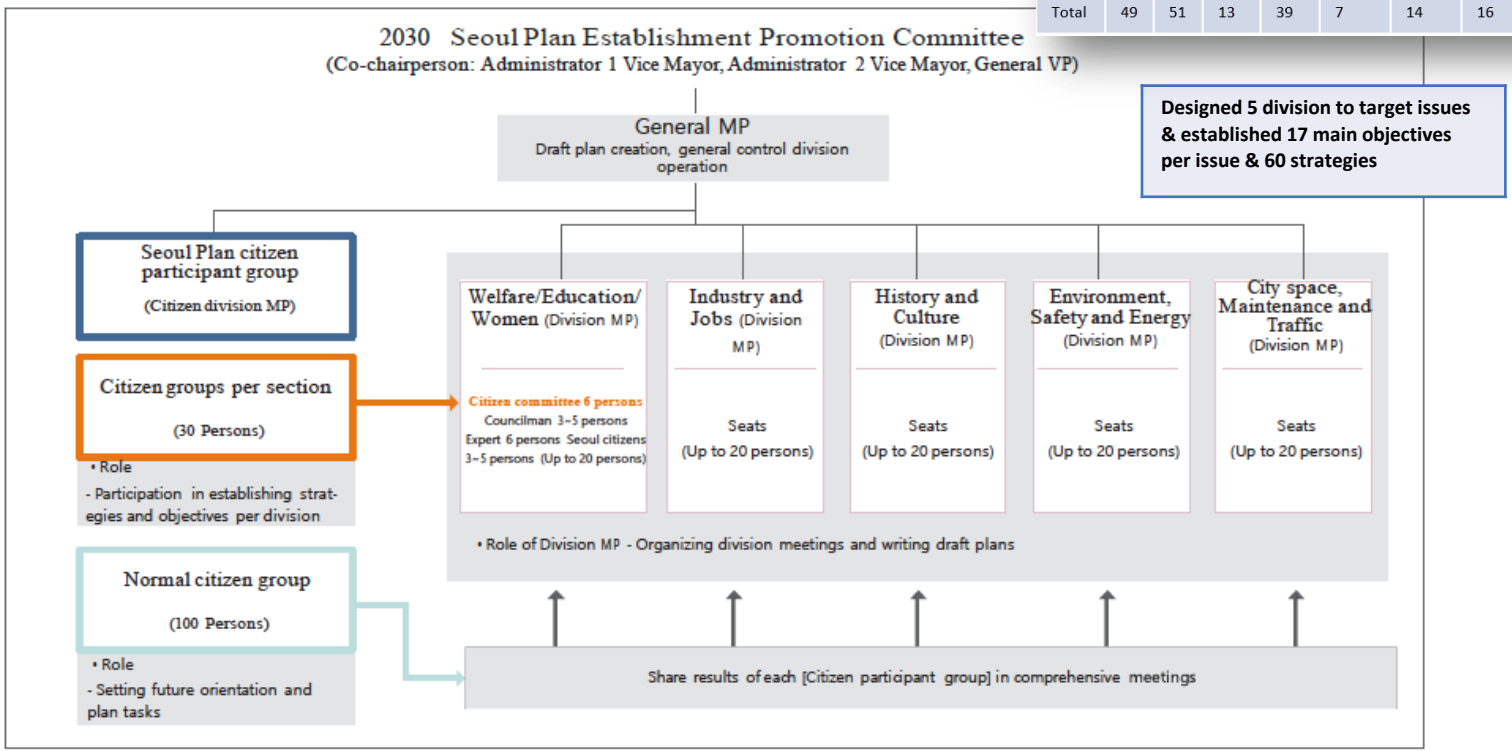 Total 49 51 13 39 7 14 16
2030 Seoul Plan Establishment Promotion Committee
(Co-chairperson: Administrator 1 Vice Mayor, Administrator 2 Vice Mayor, General VP)
Designed 5 division to target issues
& established 17 main objectives
per issue & 60 strategies
General MP
Draft plan creation, general control division
operation
Seoul Plan citizen
participant group
(Citizen division MP)
Citizen groups per section
(30 Persons)
• Role
- Participation in establishing strat-
egies and objectives per division
Normal citizen group
(100 Persons)
• Role
- Setting future orientation and
plan tasks
Welfare/Education/
Women (Division MP)
Citizen committee 6 persons
Councilman 3~5 persons
Expert 6 persons Seoul citizens
3~5 persons (Up to 20 persons)
Industry and
Jobs (Division
MP)
Seats
(Up to 20 persons)
History and
Culture
(Division MP)
Seats
(Up to 20 persons)
Environment,
Safety and Energy
(Division MP)
Seats
(Up to 20 persons)
City space,
Maintenance and
Traffic
(Division MP)
Seats
(Up to 20 persons)
• Role of Division MP - Organizing division meetings and writing draft plans
Share results of each [Citizen participant group] in comprehensive meetings